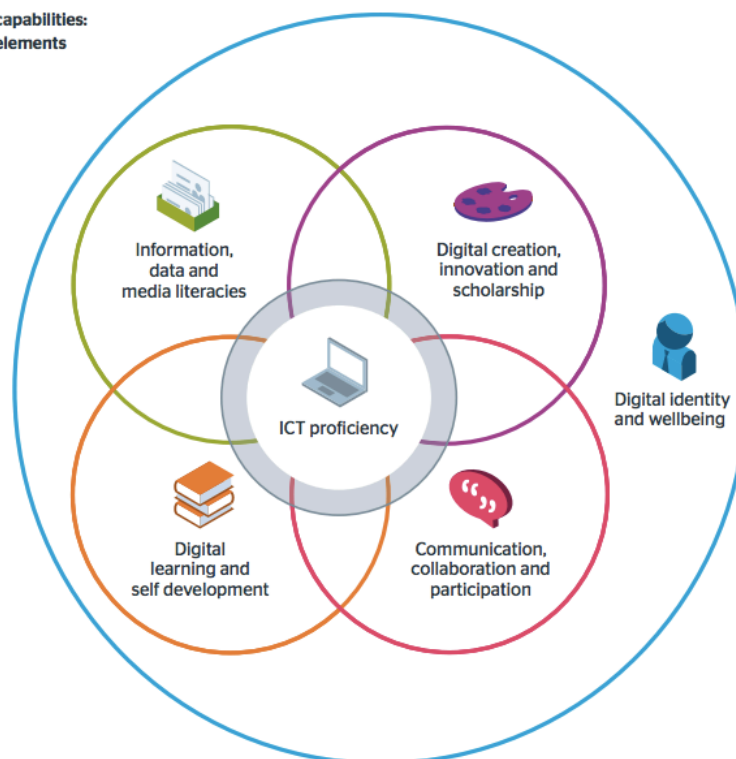 capabilities:
elements
Information,
data and
media literacies
Digital creation,
innovation and
scholarship
ICT proficiency
Digital identity
and wellbeing
Digital
learning and
self development
Communication,
collaboration and
participation